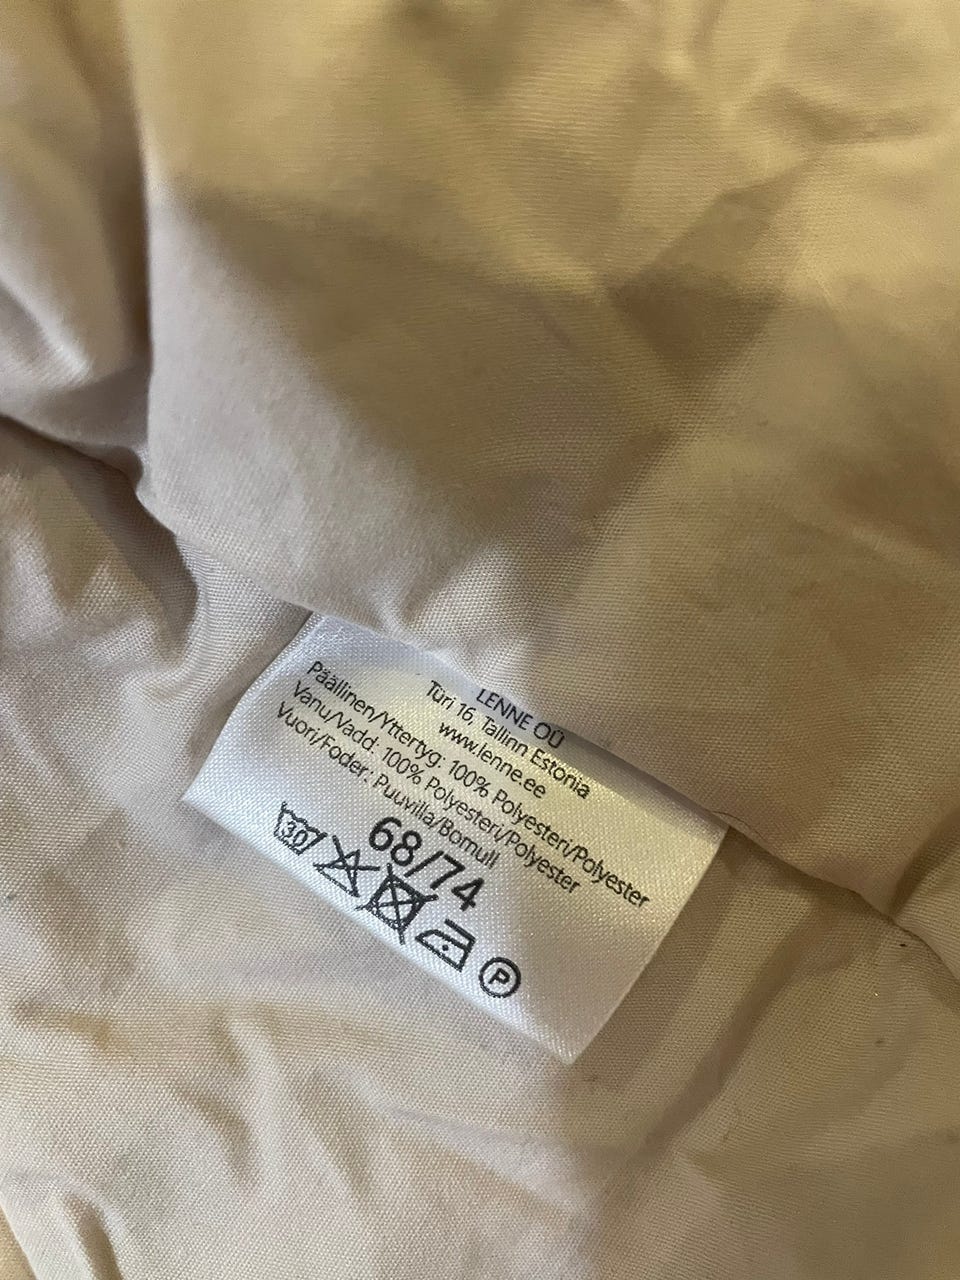 LENNE OÜ
Türi 16, Tallinn Estonia
www.lenne.ee
Päällinen/Yttertyg: 100% Polyesteri/Polyester
Vanu/Vadd: 100% Polyesteri/Polyester
Vuori/Foder: Puuvilla/Bomull
68/74
30
P